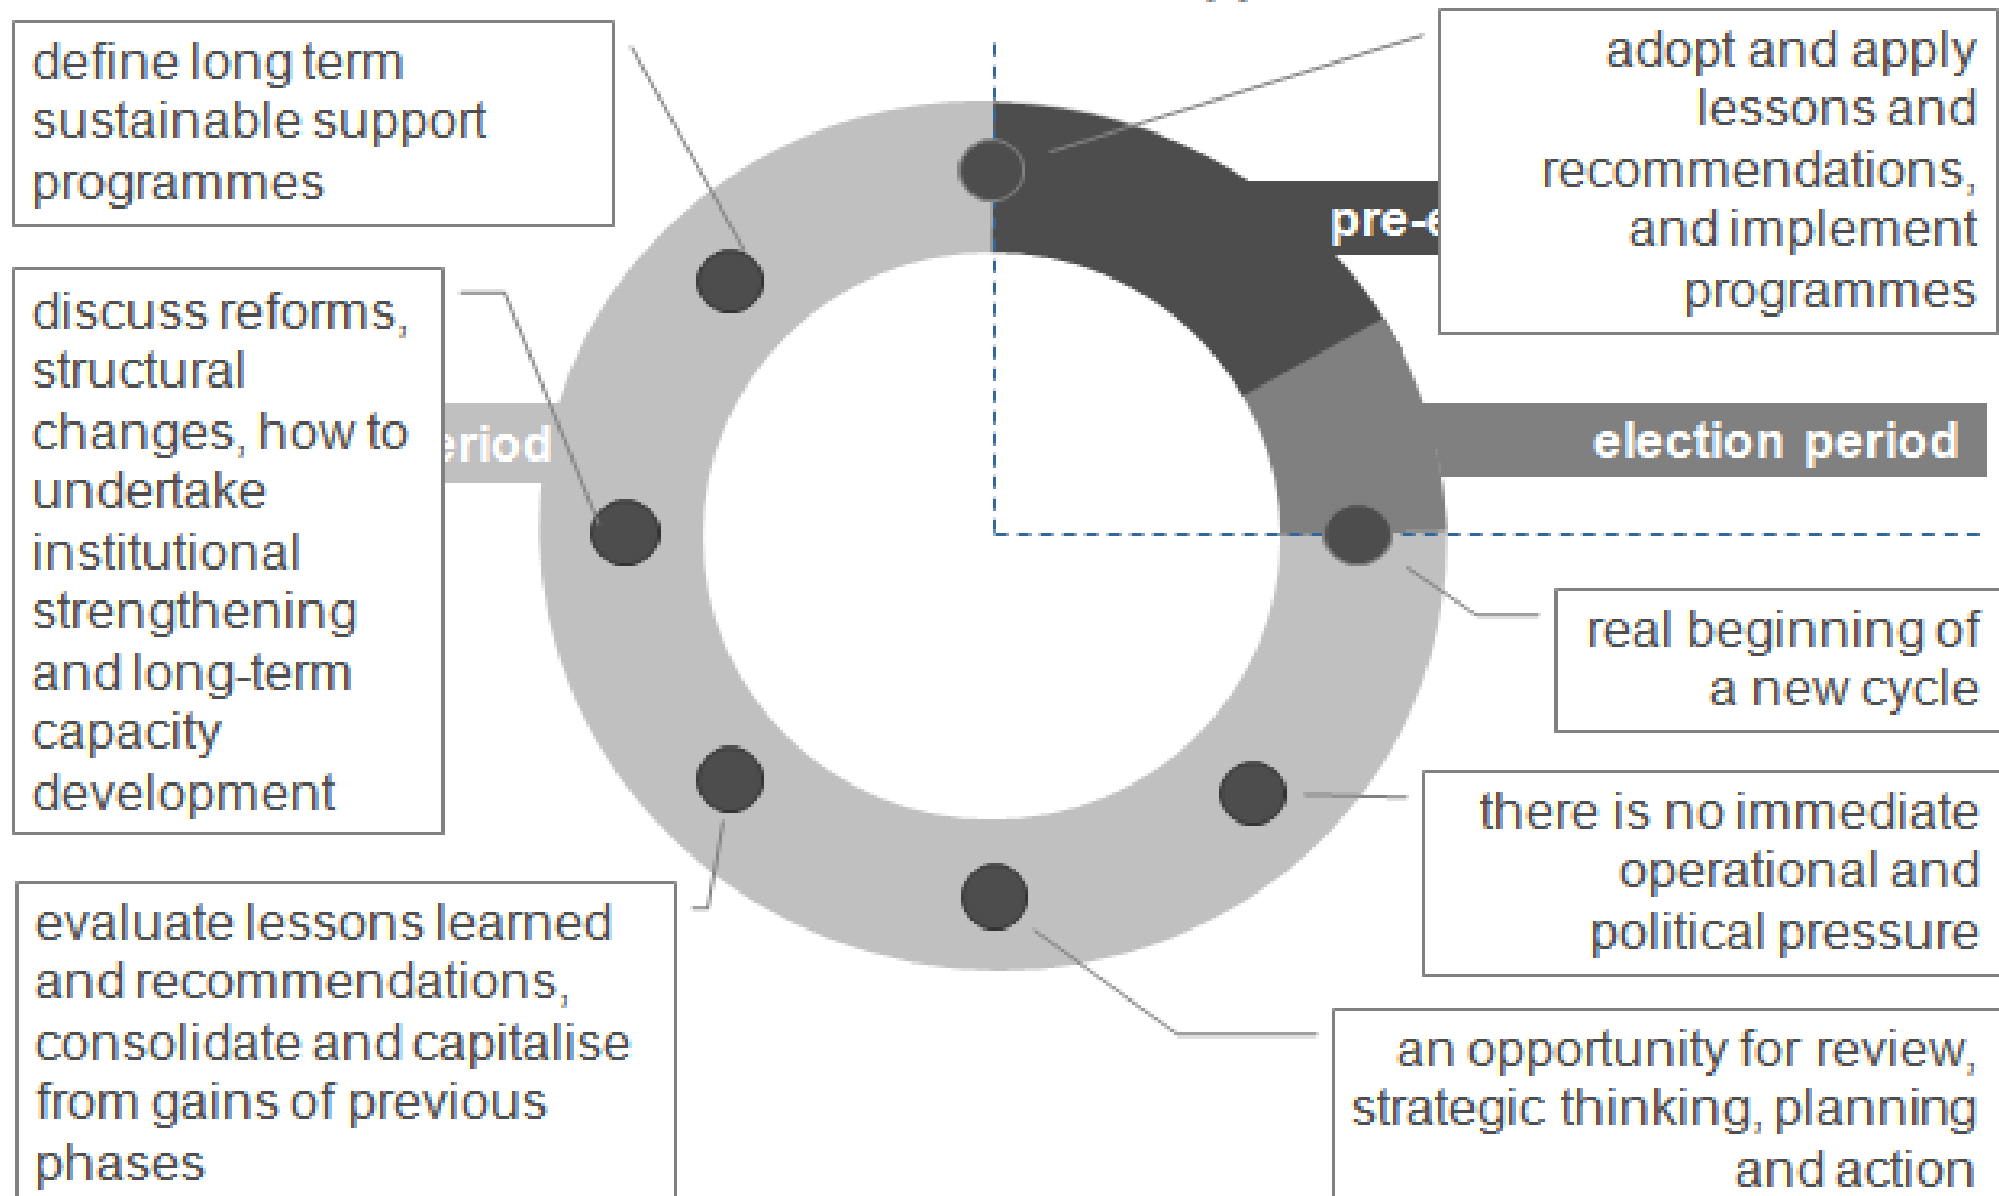 define long term
sustainable support
programmes
adopt and apply
lessons and
recommendations,
and implement
programmes
pre-e
discuss reforms,
structural
changes, how to
undertake
institutional
strengthening
and long-term
capacity
development
eriod
election period
real beginning of
a new cycle
there is no immediate
operational and
political pressure
evaluate lessons learned
and recommendations,
consolidate and capitalise
from gains of previous
phases
an opportunity for review,
strategic thinking, planning
and action